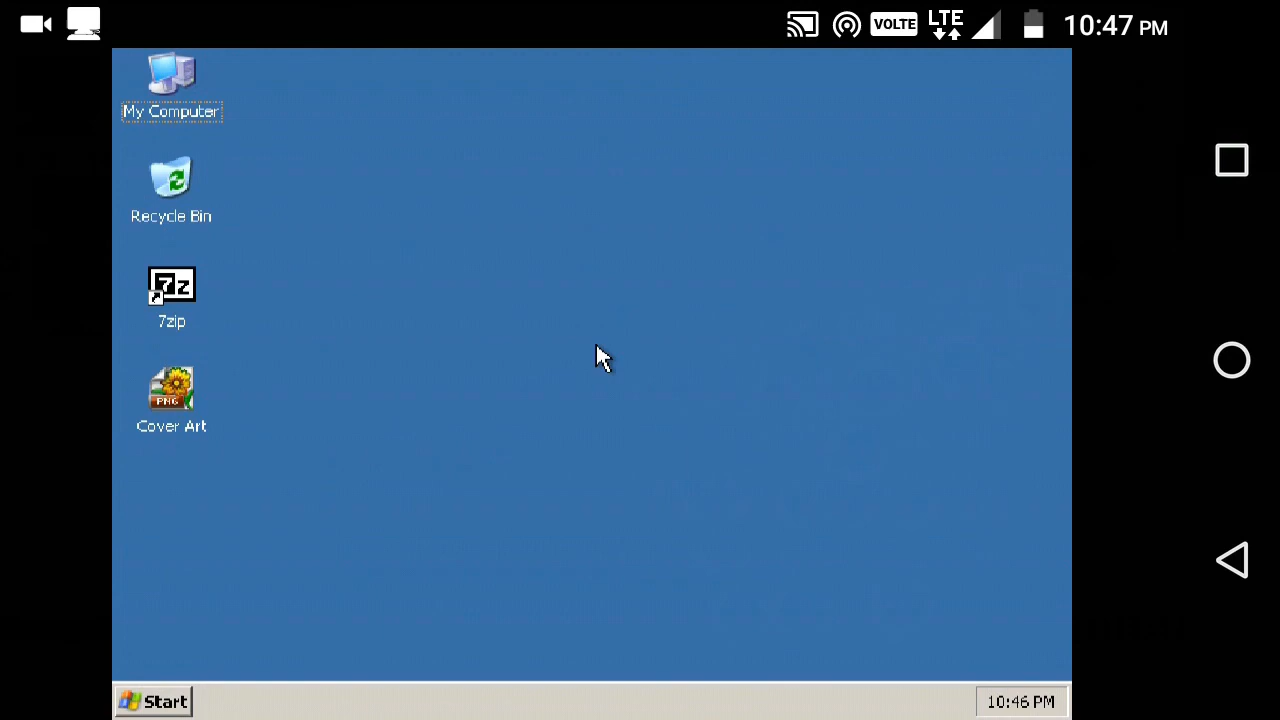 VOLTE LTE 10:47 PM
My Computer
Recycle Bin
7z
7zip
PNG
Cover Art
Start 10:46 PM